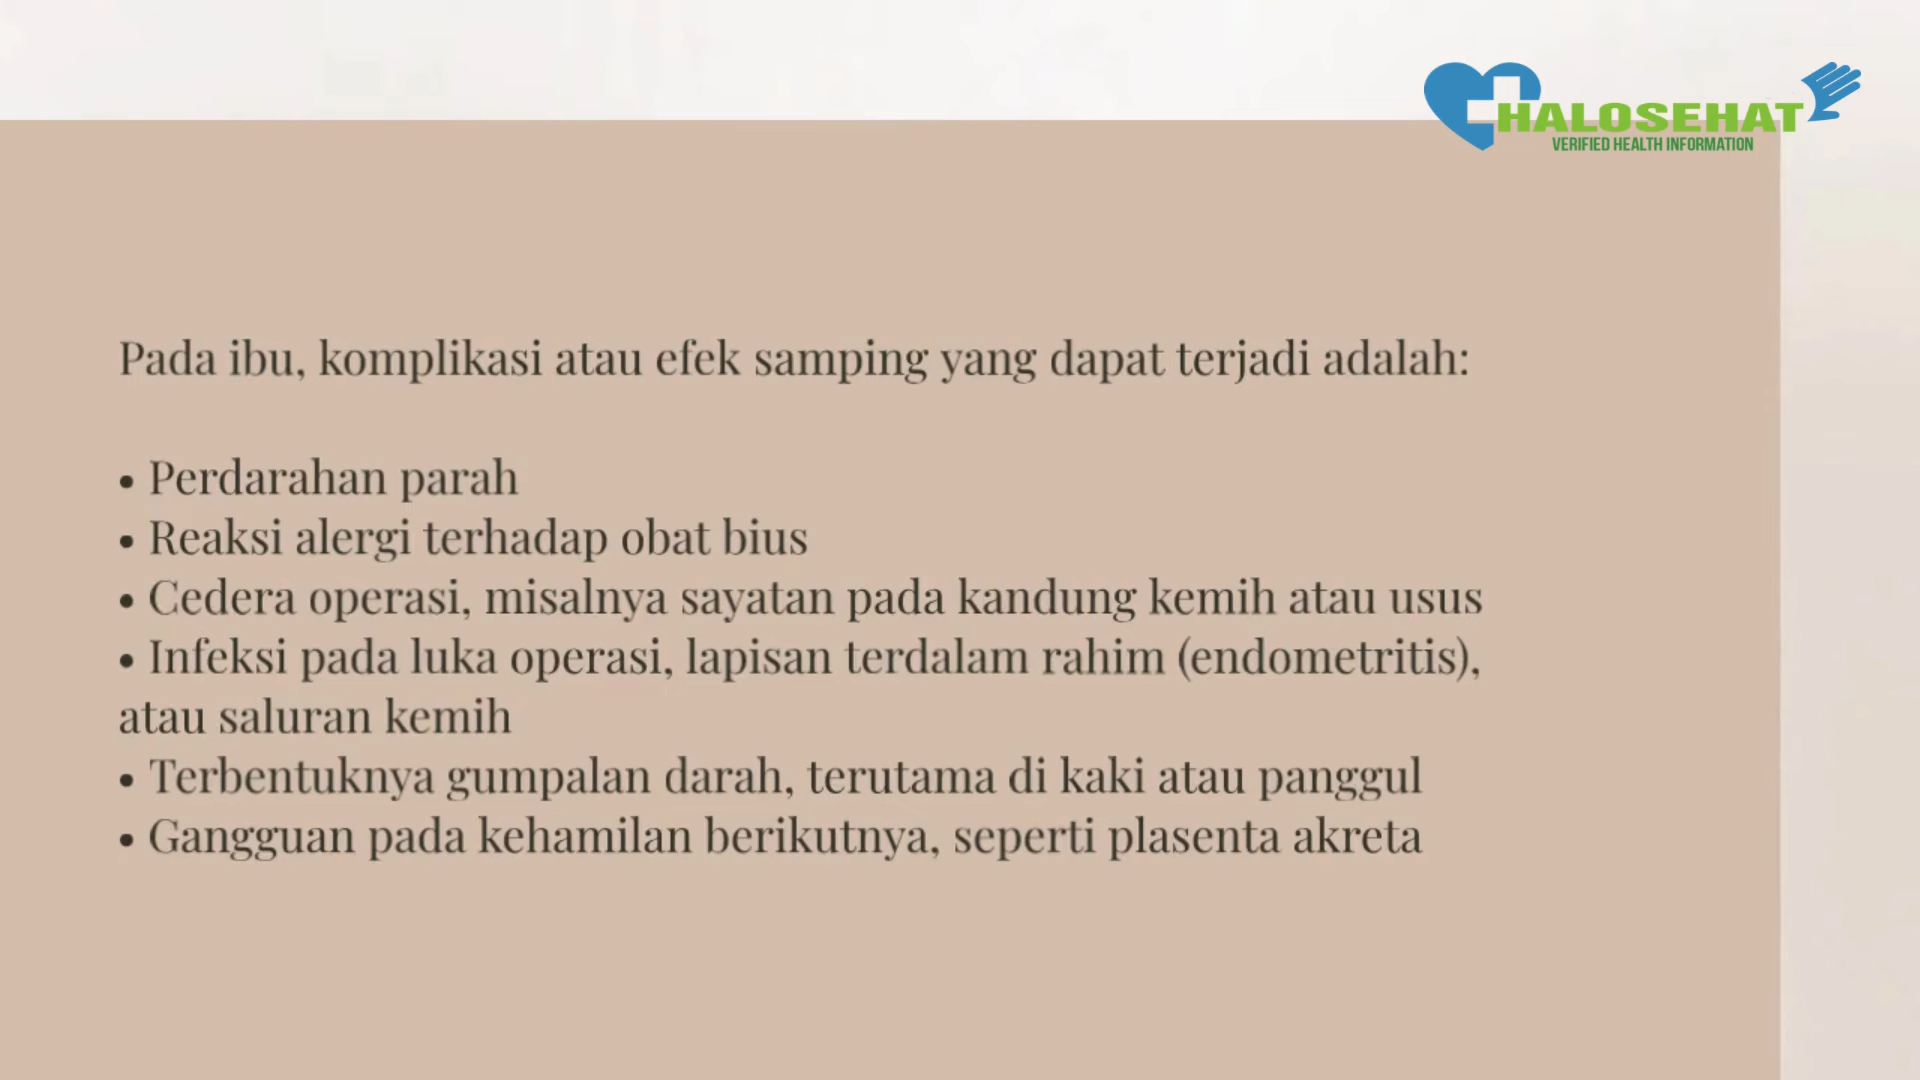 HALOSEHAT
VERIFIED HEALTH INFORMATION
Pada ibu, komplikasi atau efek samping yang dapat terjadi adalah:
• Perdarahan parah
• Reaksi alergi terhadap obat bius
• Cedera operasi, misalnya sayatan pada kandung kemih atau usus
• Infeksi pada luka operasi, lapisan terdalam rahim (endometritis),
atau saluran kemih
• Terbentuknya gumpalan darah, terutama di kaki atau panggul
• Gangguan pada kehamilan berikutnya, seperti plasenta akreta